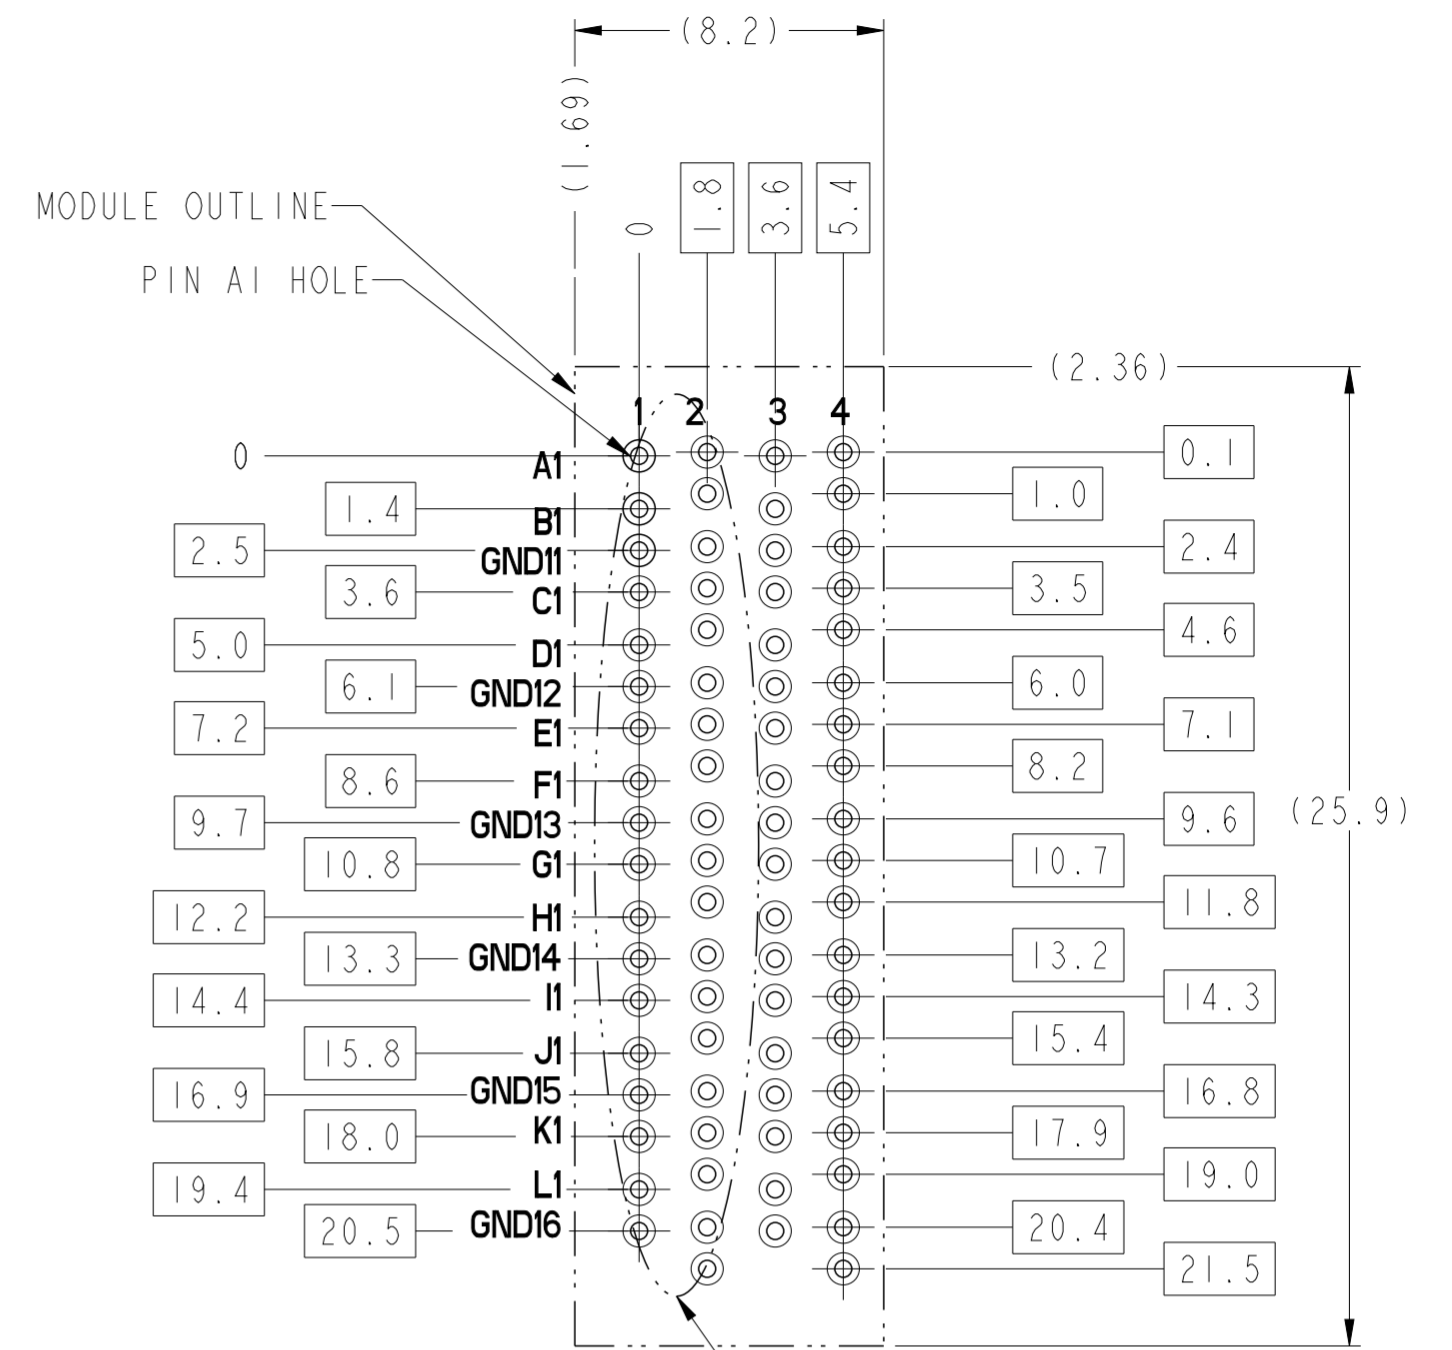 (8.2)
(1.69)
MODULE OUTLINE
PIN A1 HOLE
0
1.8
3.6
5.4
(2.36)
1 2 3 4
0 A1 0.1
1.4 B1 1.0
2.5 GND11 2.4
3.6 C1 3.5
5.0 D1 4.6
6.1 GND12 6.0
7.2 E1 7.1
8.6 F1 8.2
9.7 GND13 9.6
(25.9)
10.8 G1 10.7
12.2 H1 11.8
13.3 GND14 13.2
14.4 I1 14.3
15.8 J1 15.4
16.9 GND15 16.8
18.0 K1 17.9
19.4 L1 19.0
20.5 GND16 20.4
21.5